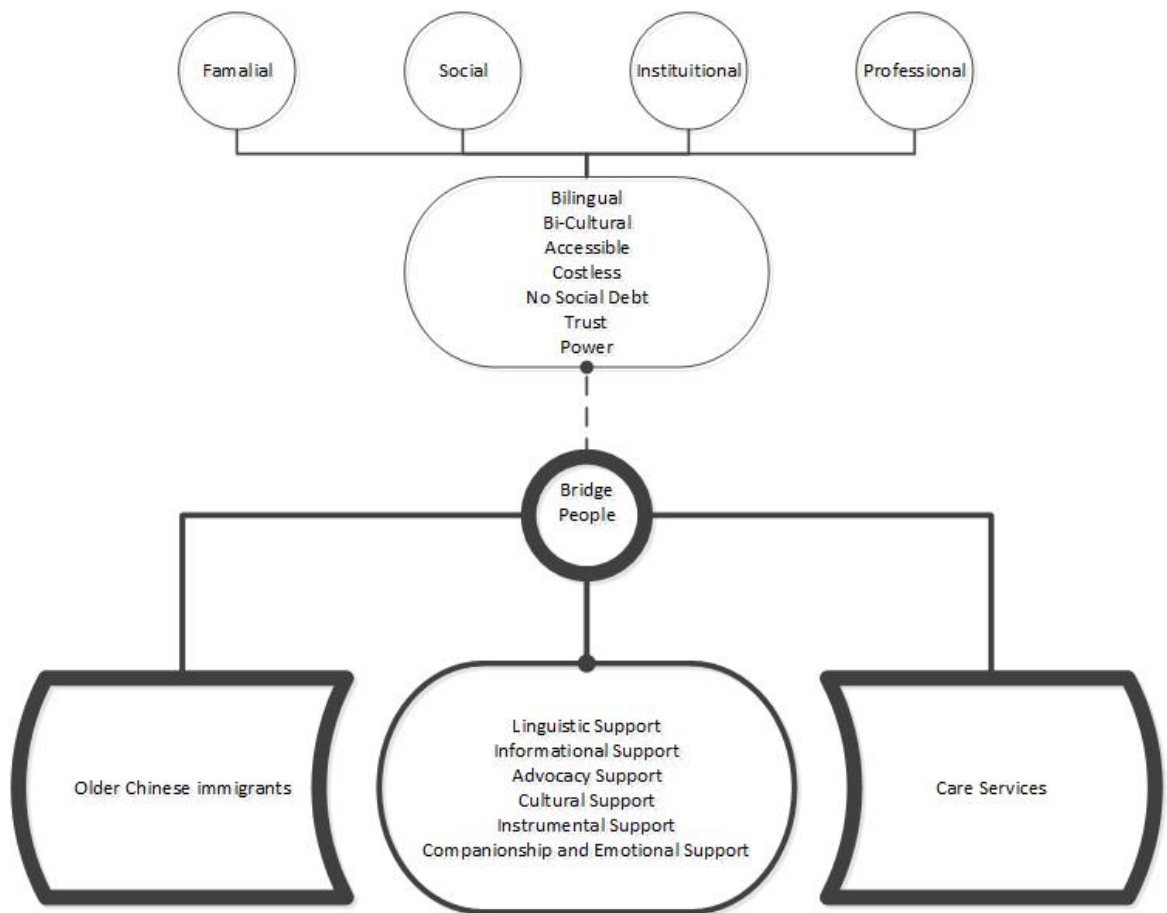 Famalial
Social
Instituitional
Professional
Bilingual
Bi-Cultural
Accessible
Costless
No Social Debt
Trust
Power
Bridge
People
Older Chinese immigrants
Linguistic Support
Informational Support
Advocacy Support
Cultural Support
Instrumental Support
Companionship and Emotional Support
Care Services